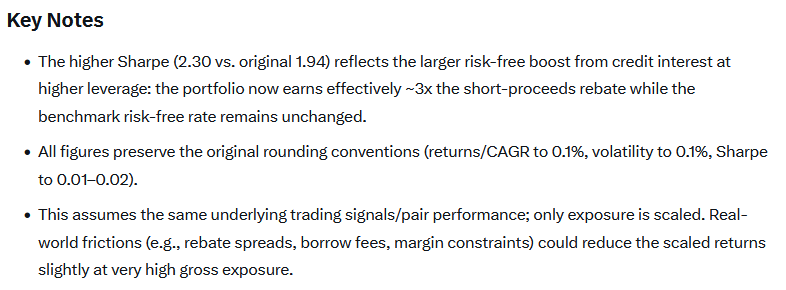 Key Notes
• The higher Sharpe (2.30 vs. original 1.94) reflects the larger risk-free boost from credit interest at
higher leverage: the portfolio now earns effectively ~3x the short-proceeds rebate while the
benchmark risk-free rate remains unchanged.
• All figures preserve the original rounding conventions (returns/CAGR to 0.1%, volatility to 0.1%, Sharpe
to 0.01–0.02).
• This assumes the same underlying trading signals/pair performance; only exposure is scaled. Real-
world frictions (e.g., rebate spreads, borrow fees, margin constraints) could reduce the scaled returns
slightly at very high gross exposure.